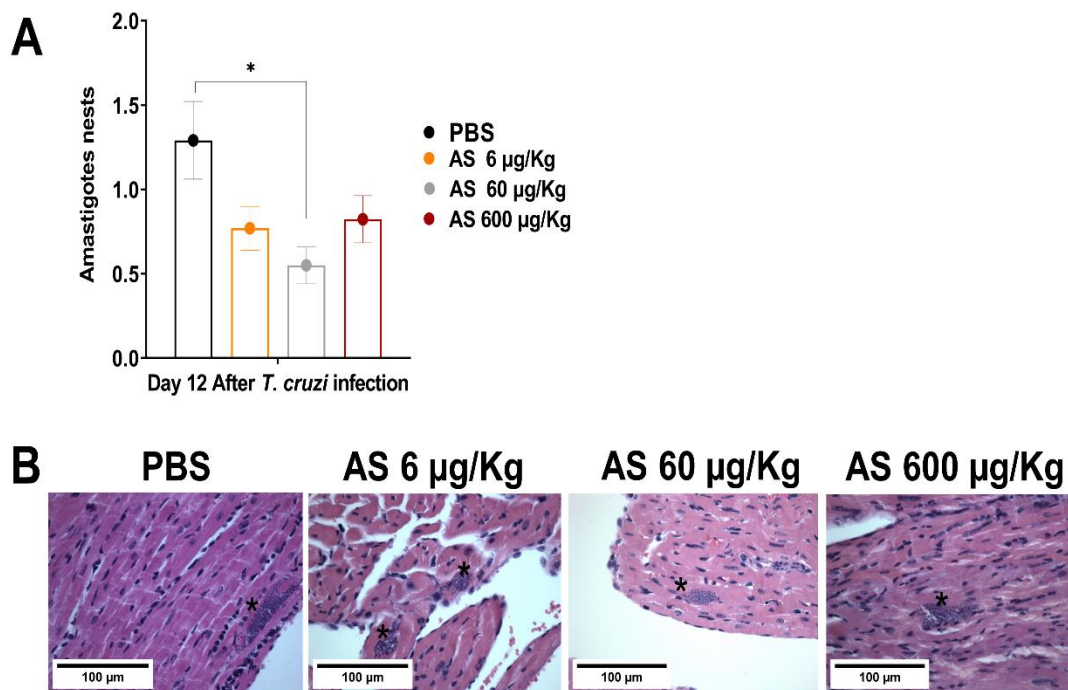 A
2.0
1.5
1.0
0.5
0.0
Amastigotes nests
*
PBS
AS 6 µg/Kg
AS 60 µg/Kg
AS 600 µg/Kg
Day 12 After T. cruzi infection
B
PBS
AS 6 µg/Kg
AS 60 µg/Kg
AS 600 µg/Kg
*
*
*
*
*
100 µm
100 µm
100 µm
100 µm